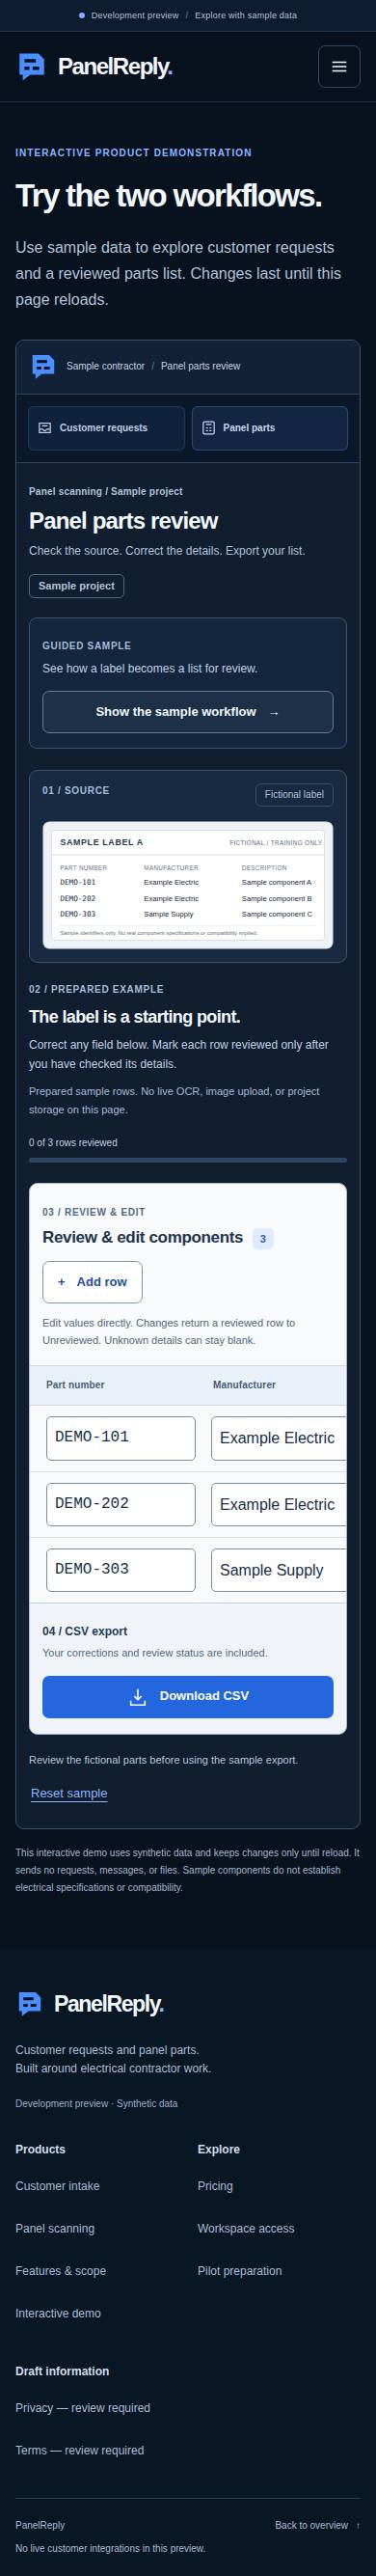 Development preview / Explore with sample data
PanelReply.
INTERACTIVE PRODUCT DEMONSTRATION
Try the two workflows.
Use sample data to explore customer requests
and a reviewed parts list. Changes last until this
page reloads.
Sample contractor / Panel parts review
Customer requests
Panel parts
Panel scanning / Sample project
Panel parts review
Check the source. Correct the details. Export your list.
Sample project
GUIDED SAMPLE
See how a label becomes a list for review.
Show the sample workflow →
01 / SOURCE
Fictional label
SAMPLE LABEL A
FICTIONAL / TRAINING ONLY
PART NUMBER MANUFACTURER DESCRIPTION
DEMO-101 Example Electric Sample component A
DEMO-202 Example Electric Sample component B
DEMO-303 Sample Supply Sample component C
Sample identifiers only. No real component specifications or compatibility implied.
02 / PREPARED EXAMPLE
The label is a starting point.
Correct any field below. Mark each row reviewed only after
you have checked its details.
Prepared sample rows. No live OCR, image upload, or project
storage on this page.
0 of 3 rows reviewed
03 / REVIEW & EDIT
Review & edit components 3
+ Add row
Edit values directly. Changes return a reviewed row to
Unreviewed. Unknown details can stay blank.
Part number Manufacturer
DEMO-101 Example Electric
DEMO-202 Example Electric
DEMO-303 Sample Supply
04 / CSV export
Your corrections and review status are included.
Download CSV
Review the fictional parts before using the sample export.
Reset sample
This interactive demo uses synthetic data and keeps changes only until reload. It
sends no requests, messages, or files. Sample components do not establish
electrical specifications or compatibility.
PanelReply.
Customer requests and panel parts.
Built around electrical contractor work.
Development preview · Synthetic data
Products
Customer intake
Panel scanning
Features & scope
Interactive demo
Explore
Pricing
Workspace access
Pilot preparation
Draft information
Privacy — review required
Terms — review required
PanelReply
Back to overview ↑
No live customer integrations in this preview.